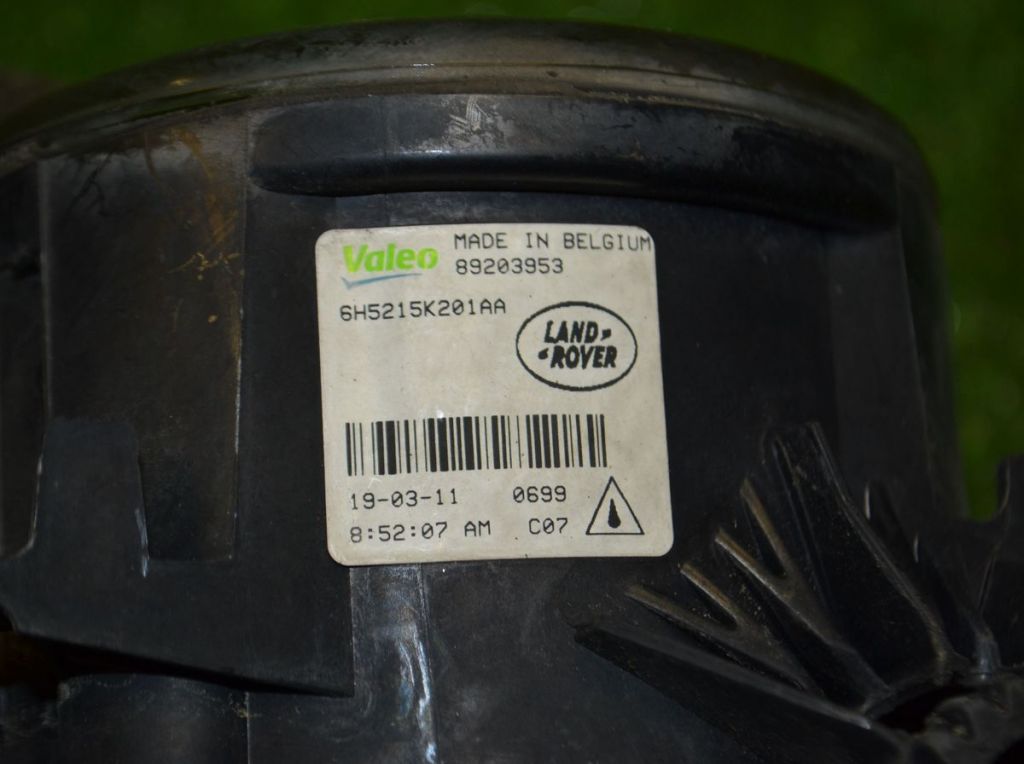 Valeo MADE IN BELGIUM
89203953
6H5215K201AA
LAND
ROVER
19-03-11 0699
8:52:07 AM C07